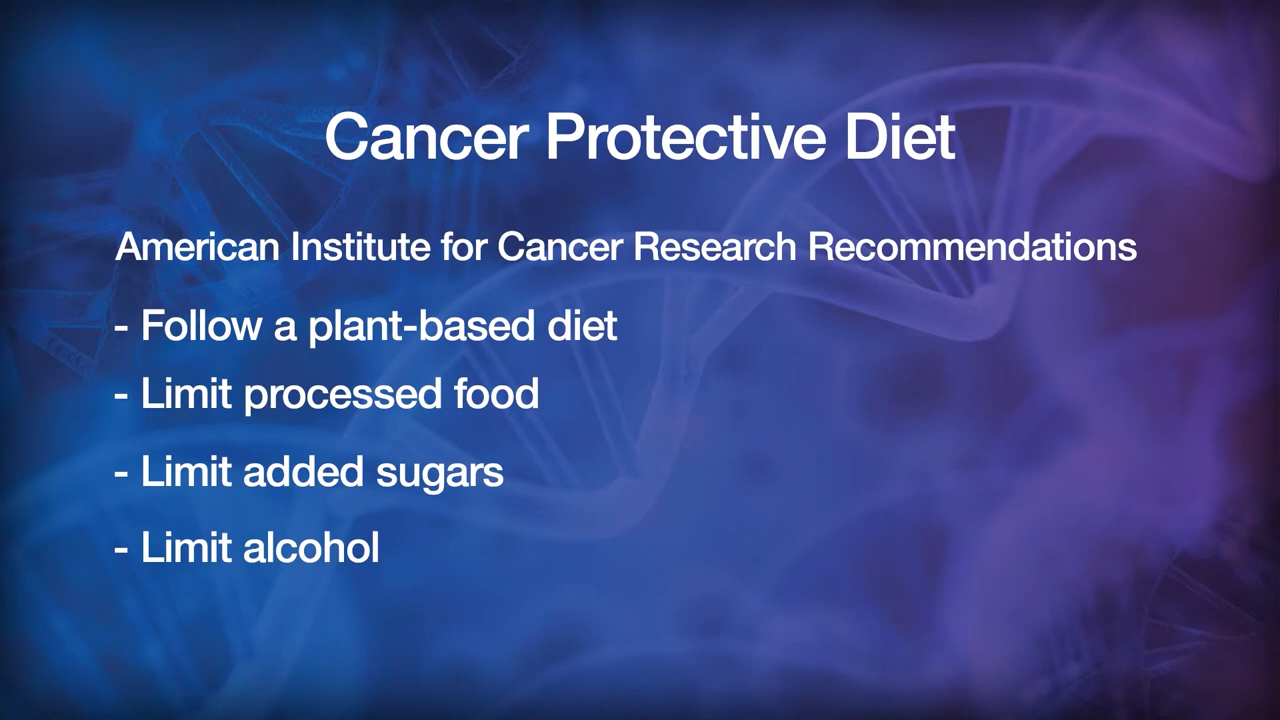 Cancer Protective Diet
American Institute for Cancer Research Recommendations
- Follow a plant-based diet
- Limit processed food
- Limit added sugars
- Limit alcohol